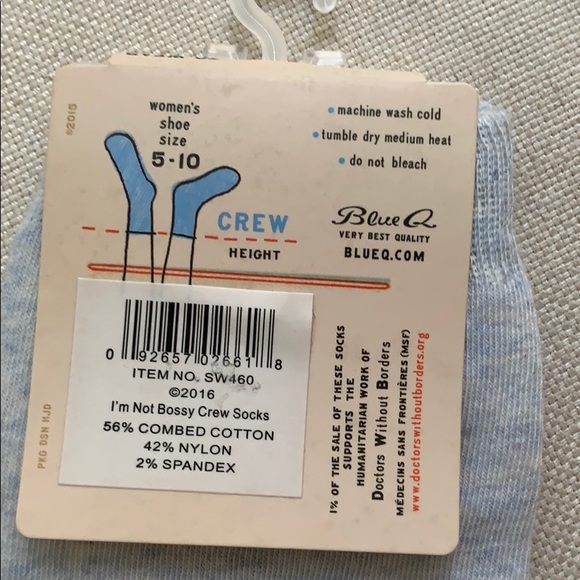 ©2015
women's
shoe
size
5-10
• machine wash cold
• tumble dry medium heat
• do not bleach
CREW
HEIGHT
Blue Q
VERY BEST QUALITY
BLUEQ.COM
0 92657 02661 8
ITEM NO. SW460
©2016
I'm Not Bossy Crew Socks
56% COMBED COTTON
42% NYLON
2% SPANDEX
PKG DSN HJD
1% OF THE SALE OF THESE SOCKS
SUPPORTS THE
HUMANITARIAN WORK OF
Doctors Without Borders
MÉDECINS SANS FRONTIÈRES (MSF)
www.doctorswithoutborders.org